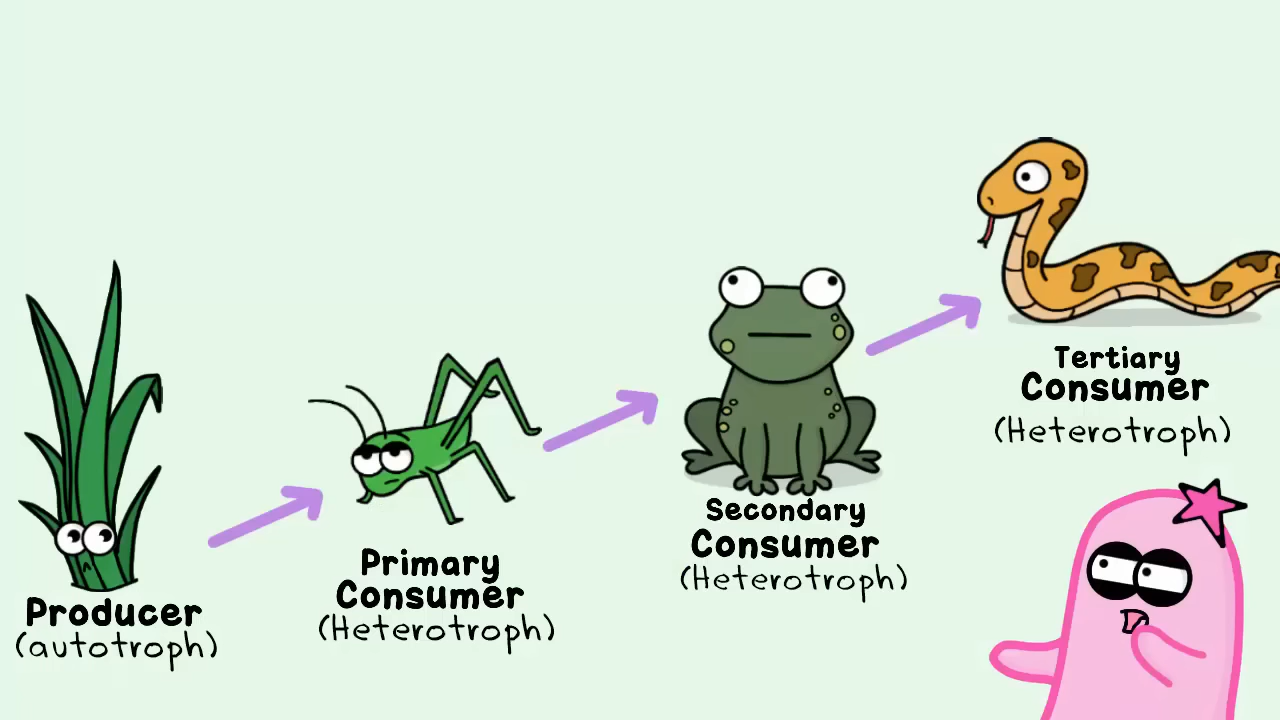 Producer
(autotroph)
Primary
Consumer
(Heterotroph)
Secondary
Consumer
(Heterotroph)
Tertiary
Consumer
(Heterotroph)